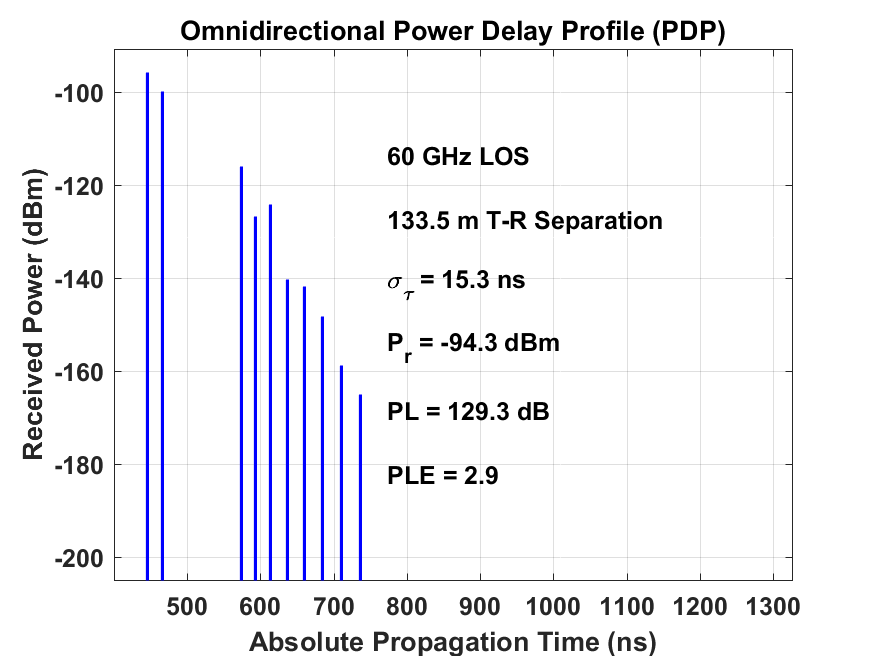 Omnidirectional Power Delay Profile (PDP)
Received Power (dBm)
-100
-120
-140
-160
-180
-200
60 GHz LOS
133.5 m T-R Separation
σ_τ = 15.3 ns
P_r = -94.3 dBm
PL = 129.3 dB
PLE = 2.9
500 600 700 800 900 1000 1100 1200 1300
Absolute Propagation Time (ns)